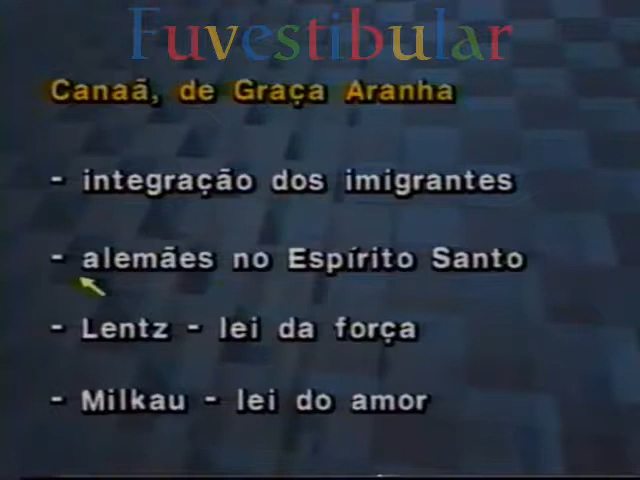 Fuvestibular
Canaã, de Graça Aranha
- integração dos imigrantes
- alemães no Espírito Santo
- Lentz - lei da força
- Milkau - lei do amor